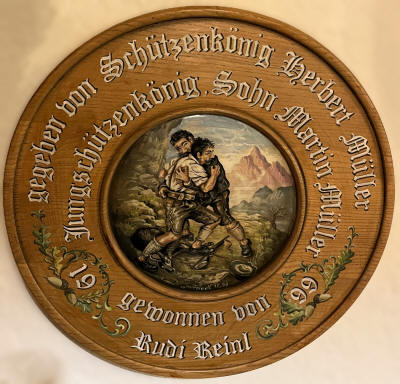 gegeben von Schützenkönig Herbert Müller
Jungschützenkönig, Sohn Martin Müller
19 99
gewonnen von
Rudi Reinl